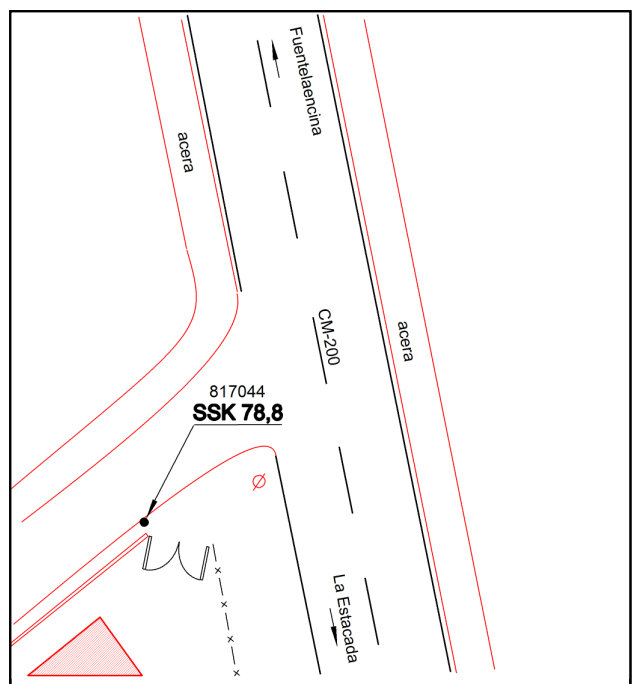 Fuentelaencina
acera
CM-200
acera
817044
SSK 78,8
La Estacada